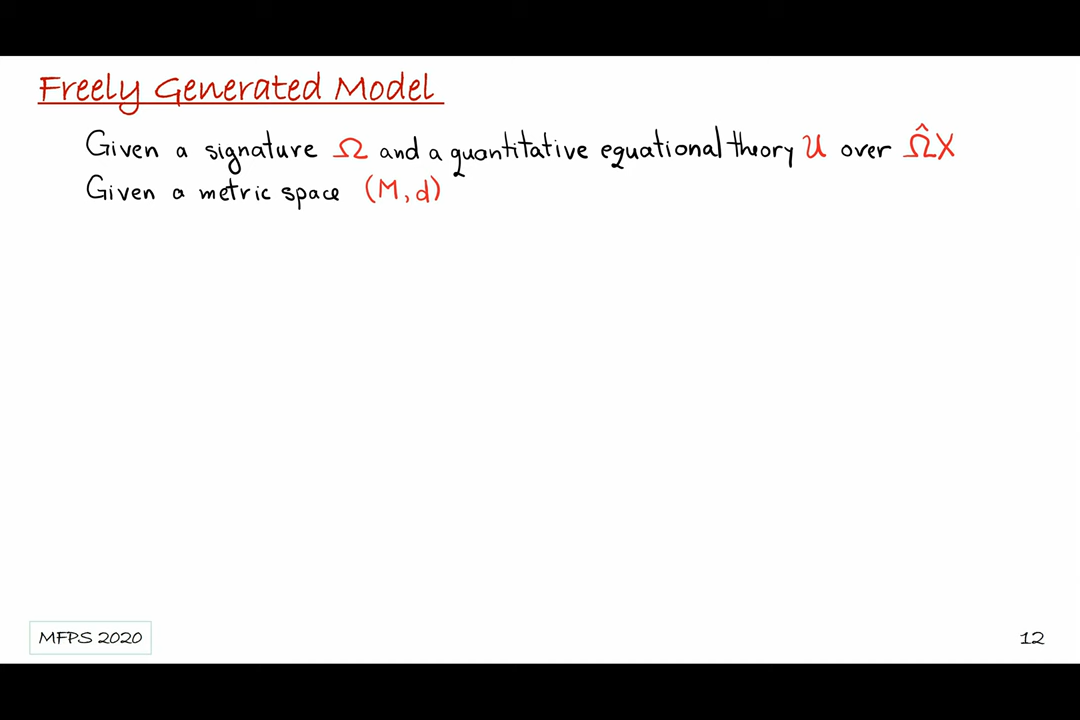 Freely Generated Model
Given a signature Ω and a quantitative equational theory 𝒰 over Ω̂X
Given a metric space (M, d)
MFPS 2020
12